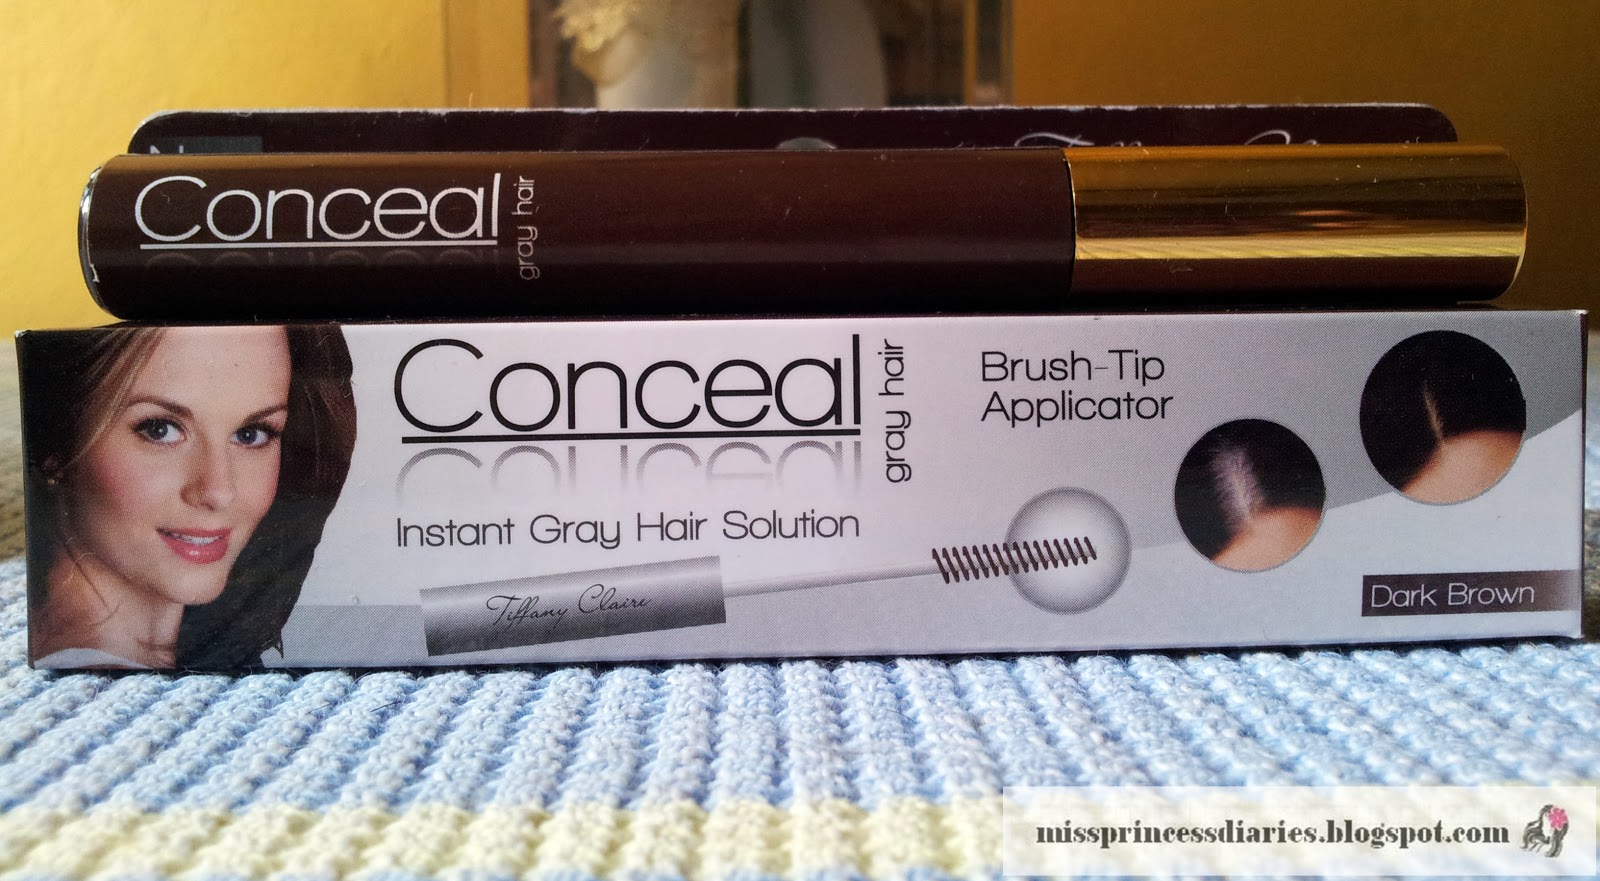 Conceal
gray hair
Conceal
gray hair
Instant Gray Hair Solution
Tiffany Claire
Brush-Tip
Applicator
Dark Brown
missprincessdiaries.blogspot.com